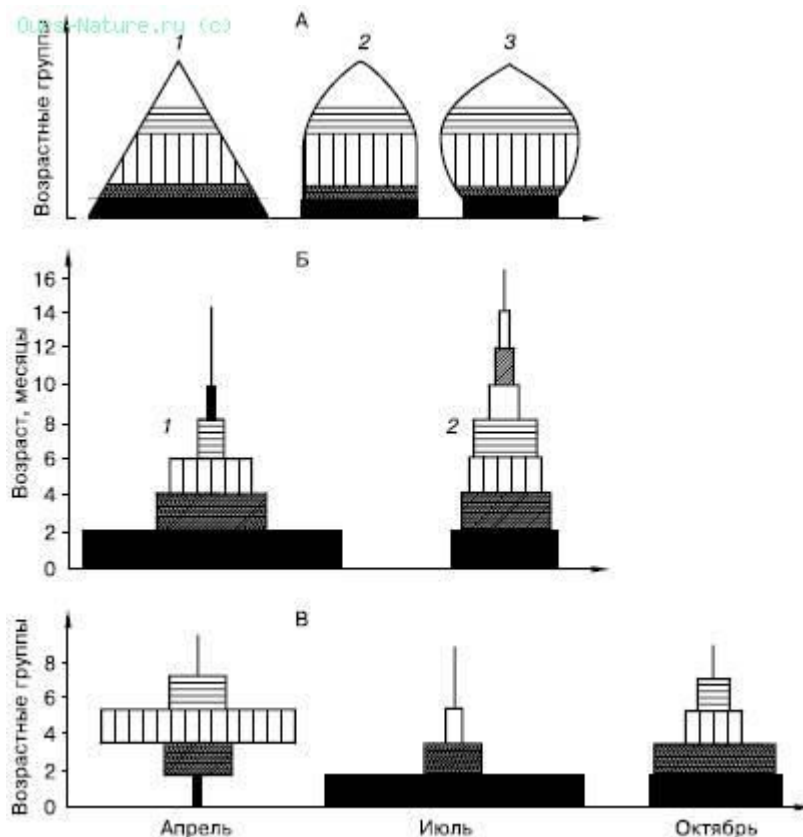 Ours-Nature.ru (c)
А
1
2
3
Возрастные группы
Б
16
14
12
10
8
6
4
2
0
Возраст, месяцы
1
2
В
8
6
4
2
0
Возрастные группы
Апрель
Июль
Октябрь